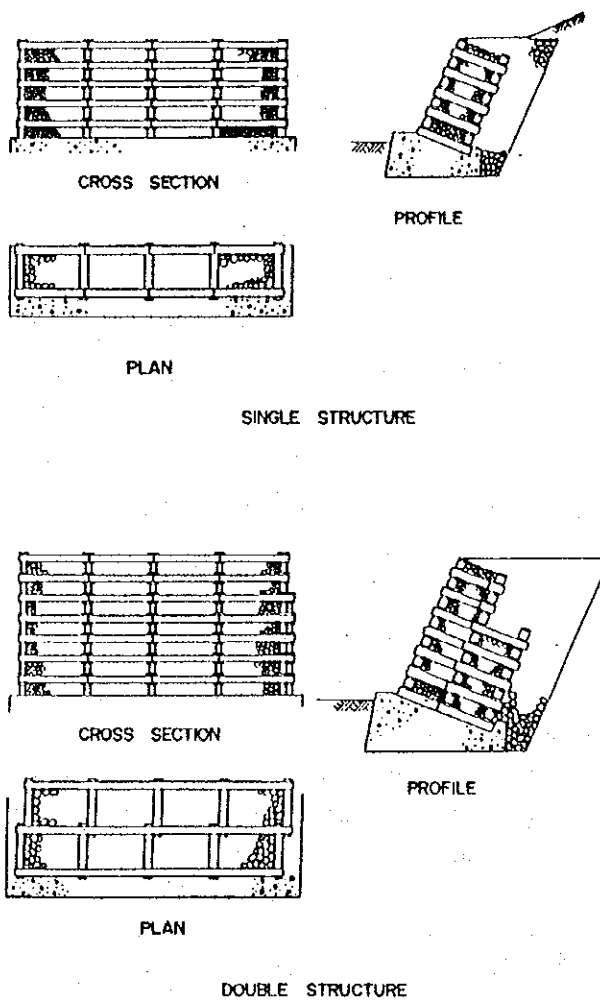 CROSS SECTION
PROFILE
PLAN
SINGLE STRUCTURE
CROSS SECTION
PROFILE
PLAN
DOUBLE STRUCTURE